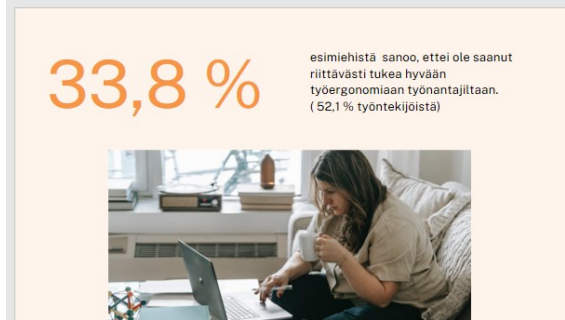 33,8 %
esimiehistä  sanoo, ettei ole saanut
riittävästi tukea hyvään
työergonomiaan työnantajiltaan.
( 52,1 % työntekijöistä)